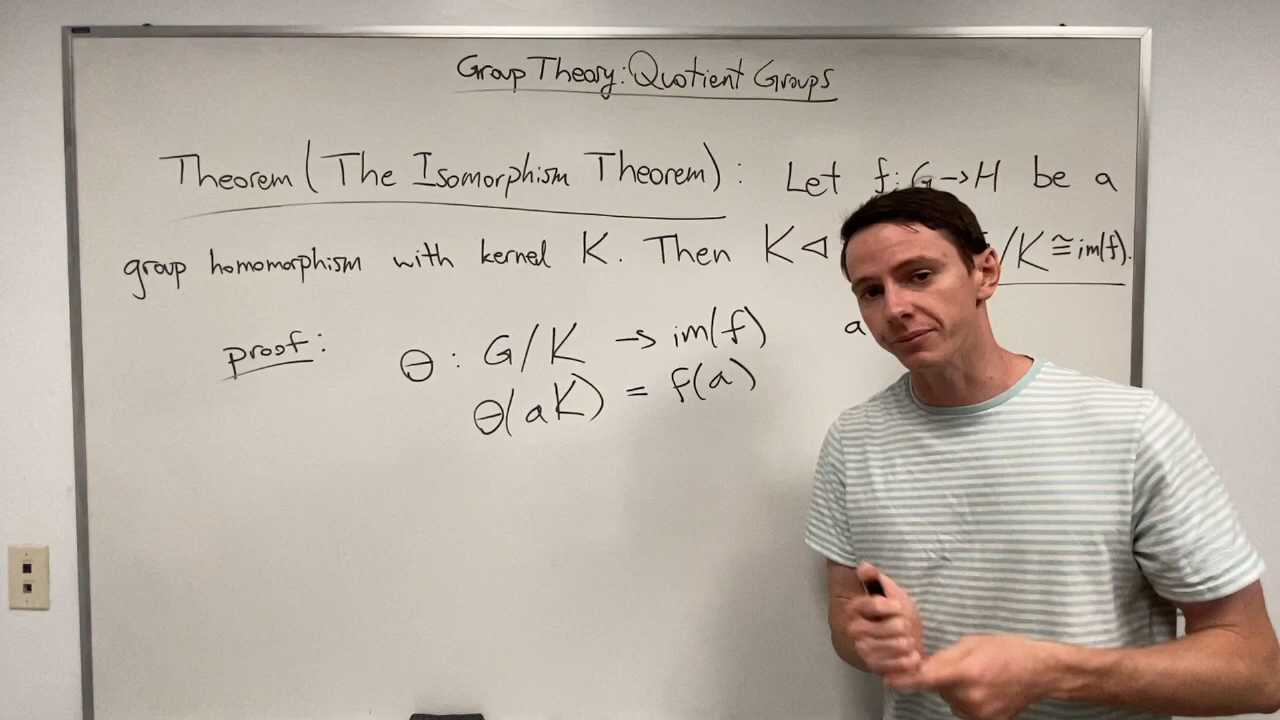 Group Theory: Quotient Groups
Theorem (The Isomorphism Theorem): Let f: G→H be a
group homomorphism with kernel K. Then K ⊲ /K ≅ im(f).
proof: θ : G/K → im(f) a
θ(aK) = f(a)